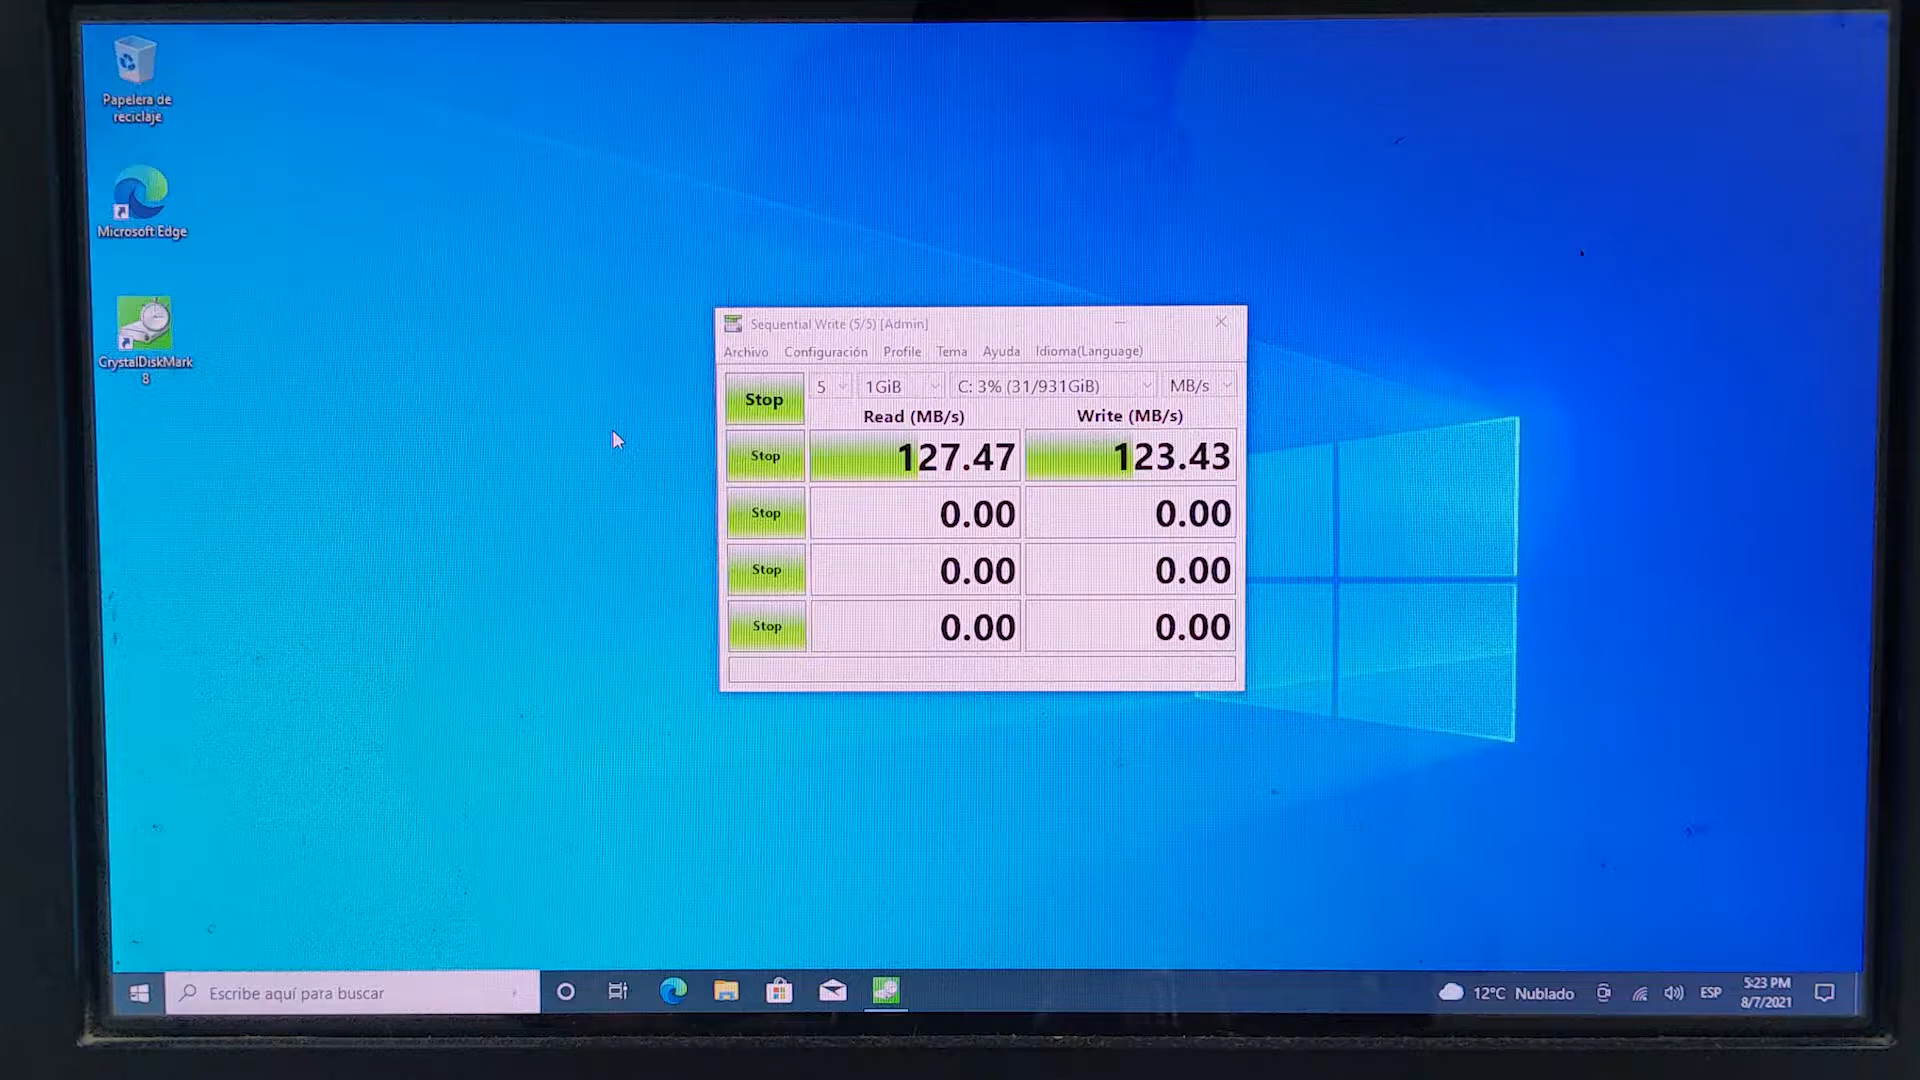 Papelera de
reciclaje
Microsoft Edge
CrystalDiskMark
8
Sequential Write (5/5) [Admin]
Archivo Configuración Profile Tema Ayuda Idioma(Language)
Stop 5 1GiB C: 3% (31/931GiB) MB/s
Read (MB/s) Write (MB/s)
Stop 127.47 123.43
Stop 0.00 0.00
Stop 0.00 0.00
Stop 0.00 0.00
Escribe aquí para buscar
12°C Nublado ESP
5:23 PM
8/7/2021